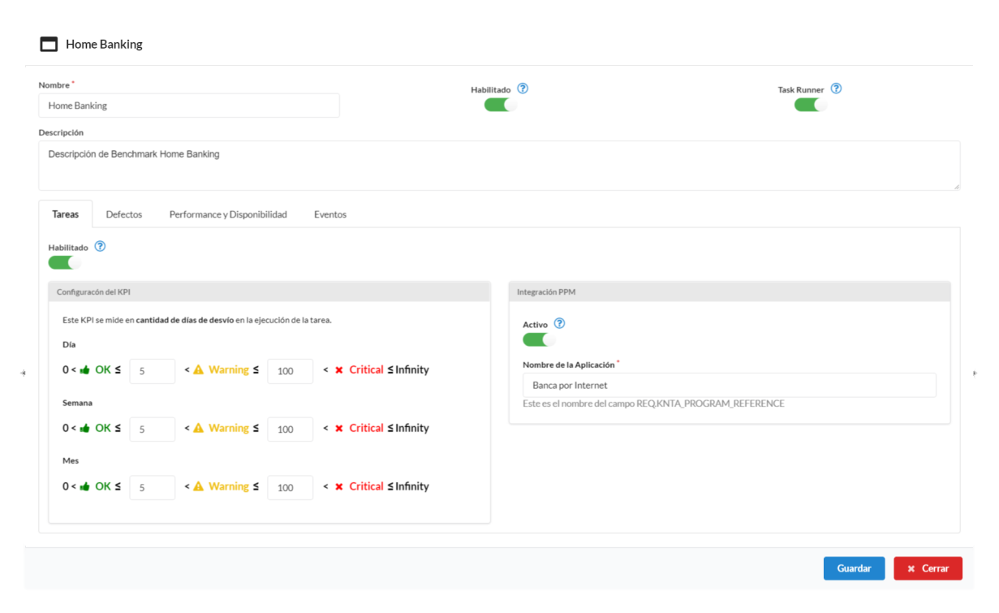 Home Banking
Nombre *
Habilitado ?
Task Runner ?
Home Banking
Descripción
Descripción de Benchmark Home Banking
Tareas Defectos Performance y Disponibilidad Eventos
Habilitado ?
Configuracón del KPI
Este KPI se mide en cantidad de días de desvío en la ejecución de la tarea.
Día
0 < OK ≤ 5 < Warning ≤ 100 < Critical ≤ Infinity
Semana
0 < OK ≤ 5 < Warning ≤ 100 < Critical ≤ Infinity
Mes
0 < OK ≤ 5 < Warning ≤ 100 < Critical ≤ Infinity
Integración PPM
Activo ?
Nombre de la Aplicación *
Banca por Internet
Este es el nombre del campo REQ.KNTA_PROGRAM_REFERENCE
Guardar
Cerrar